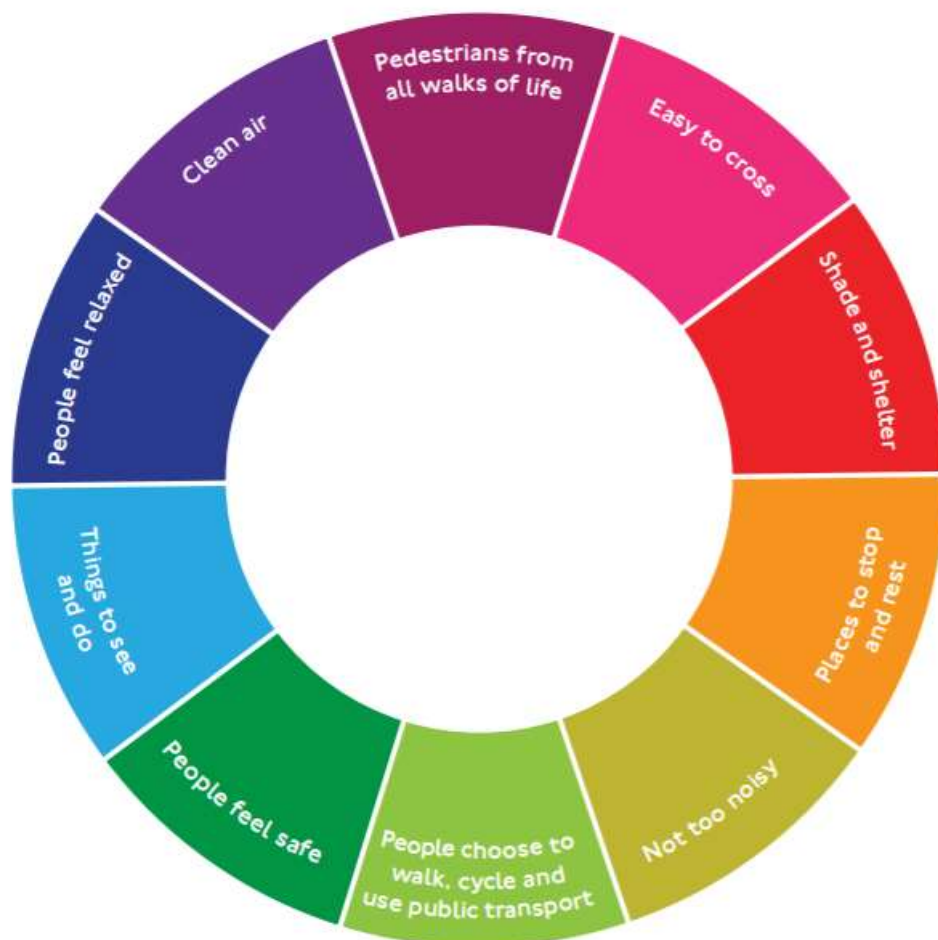 Pedestrians from
all walks of life
Easy to cross
Shade and shelter
Places to stop
and rest
Not too noisy
People choose to
walk, cycle and
use public transport
People feel safe
Things to see
and do
People feel relaxed
Clean air